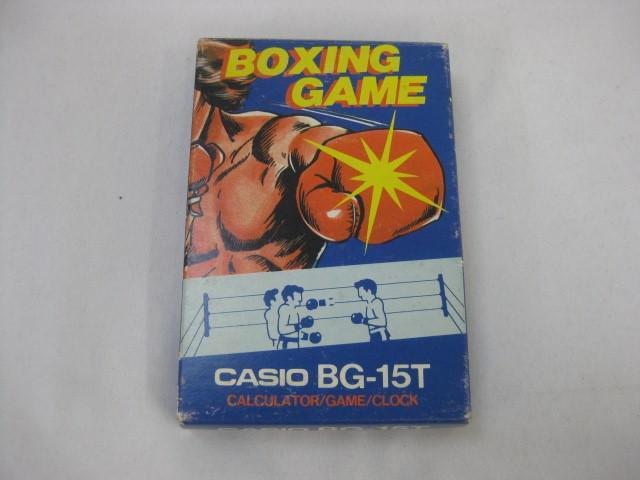 BOXING
GAME
CASIO BG-15T
CALCULATOR/GAME/CLOCK